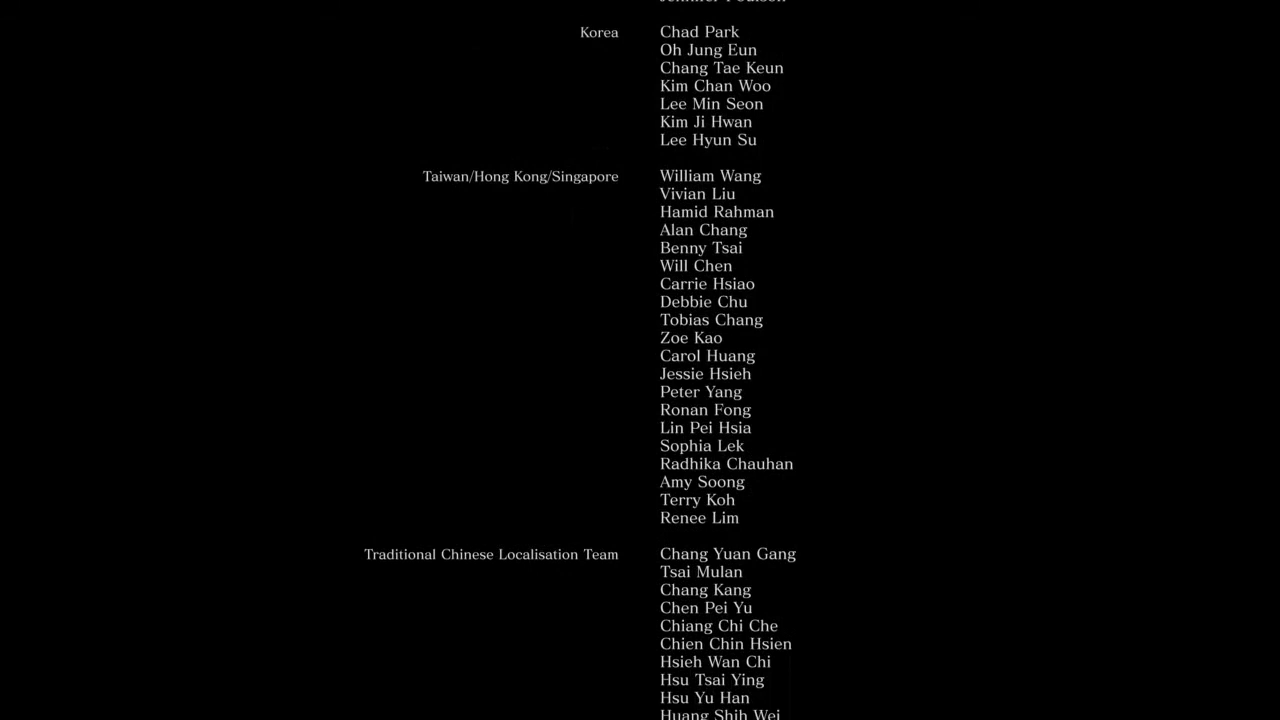 Korea Chad Park
Oh Jung Eun
Chang Tae Keun
Kim Chan Woo
Lee Min Seon
Kim Ji Hwan
Lee Hyun Su
Taiwan/Hong Kong/Singapore William Wang
Vivian Liu
Hamid Rahman
Alan Chang
Benny Tsai
Will Chen
Carrie Hsiao
Debbie Chu
Tobias Chang
Zoe Kao
Carol Huang
Jessie Hsieh
Peter Yang
Ronan Fong
Lin Pei Hsia
Sophia Lek
Radhika Chauhan
Amy Soong
Terry Koh
Renee Lim
Traditional Chinese Localisation Team Chang Yuan Gang
Tsai Mulan
Chang Kang
Chen Pei Yu
Chiang Chi Che
Chien Chin Hsien
Hsieh Wan Chi
Hsu Tsai Ying
Hsu Yu Han
Huang Shih Wei